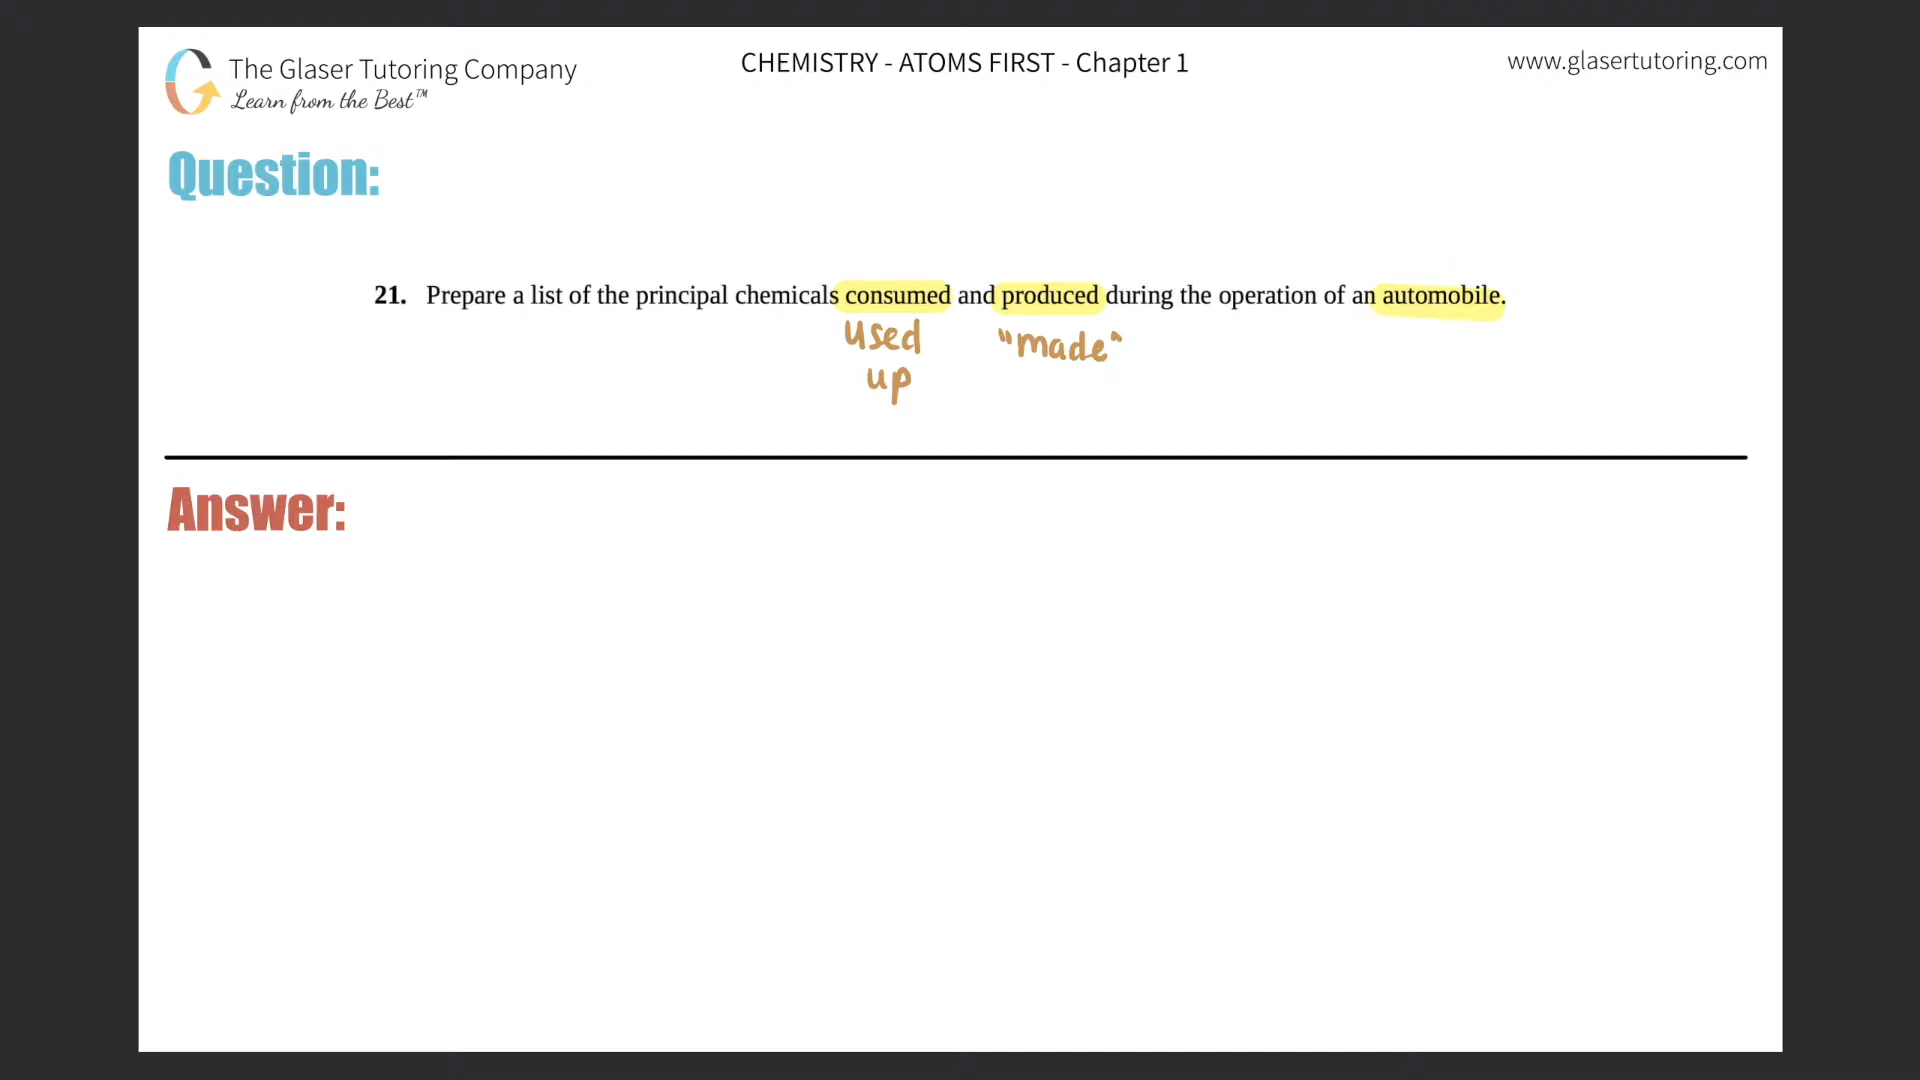 The Glaser Tutoring Company
Learn from the Best™
CHEMISTRY - ATOMS FIRST - Chapter 1
www.glasertutoring.com
Question:
21. Prepare a list of the principal chemicals consumed and produced during the operation of an automobile.
used "made"
up
Answer: